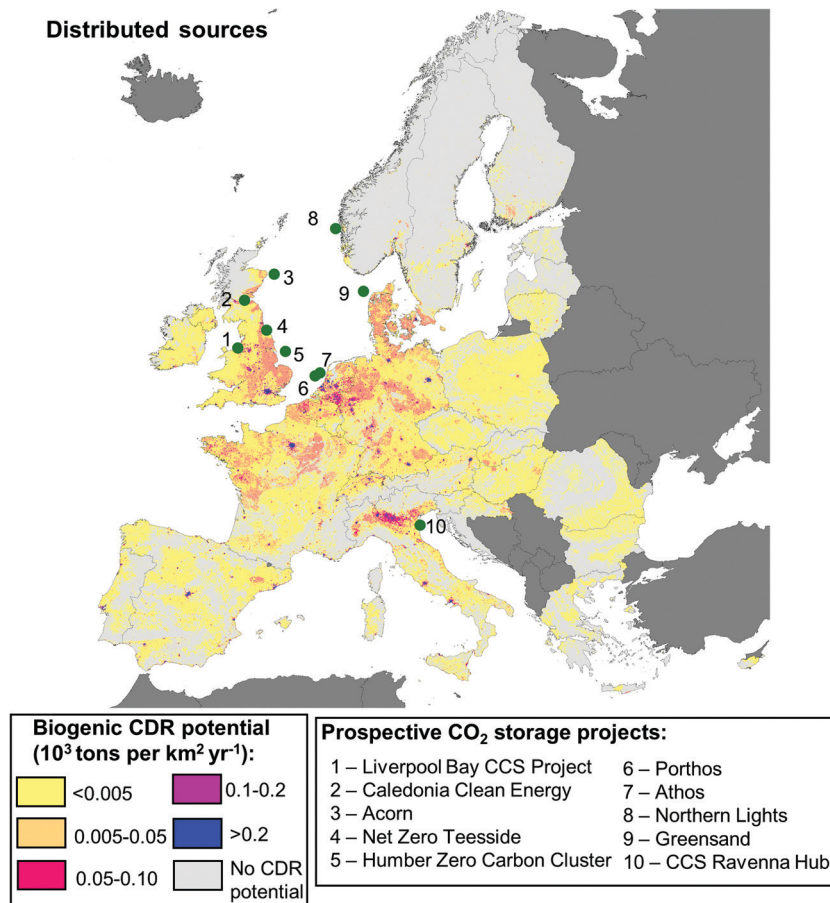 Distributed sources
8
3
9
2
4
1
5
7
6
10
Biogenic CDR potential
(10³ tons per km² yr⁻¹):
<0.005
0.1-0.2
0.005-0.05
>0.2
0.05-0.10
No CDR
potential
Prospective CO₂ storage projects:
1 – Liverpool Bay CCS Project
2 – Caledonia Clean Energy
3 – Acorn
4 – Net Zero Teesside
5 – Humber Zero Carbon Cluster
6 – Porthos
7 – Athos
8 – Northern Lights
9 – Greensand
10 – CCS Ravenna Hub